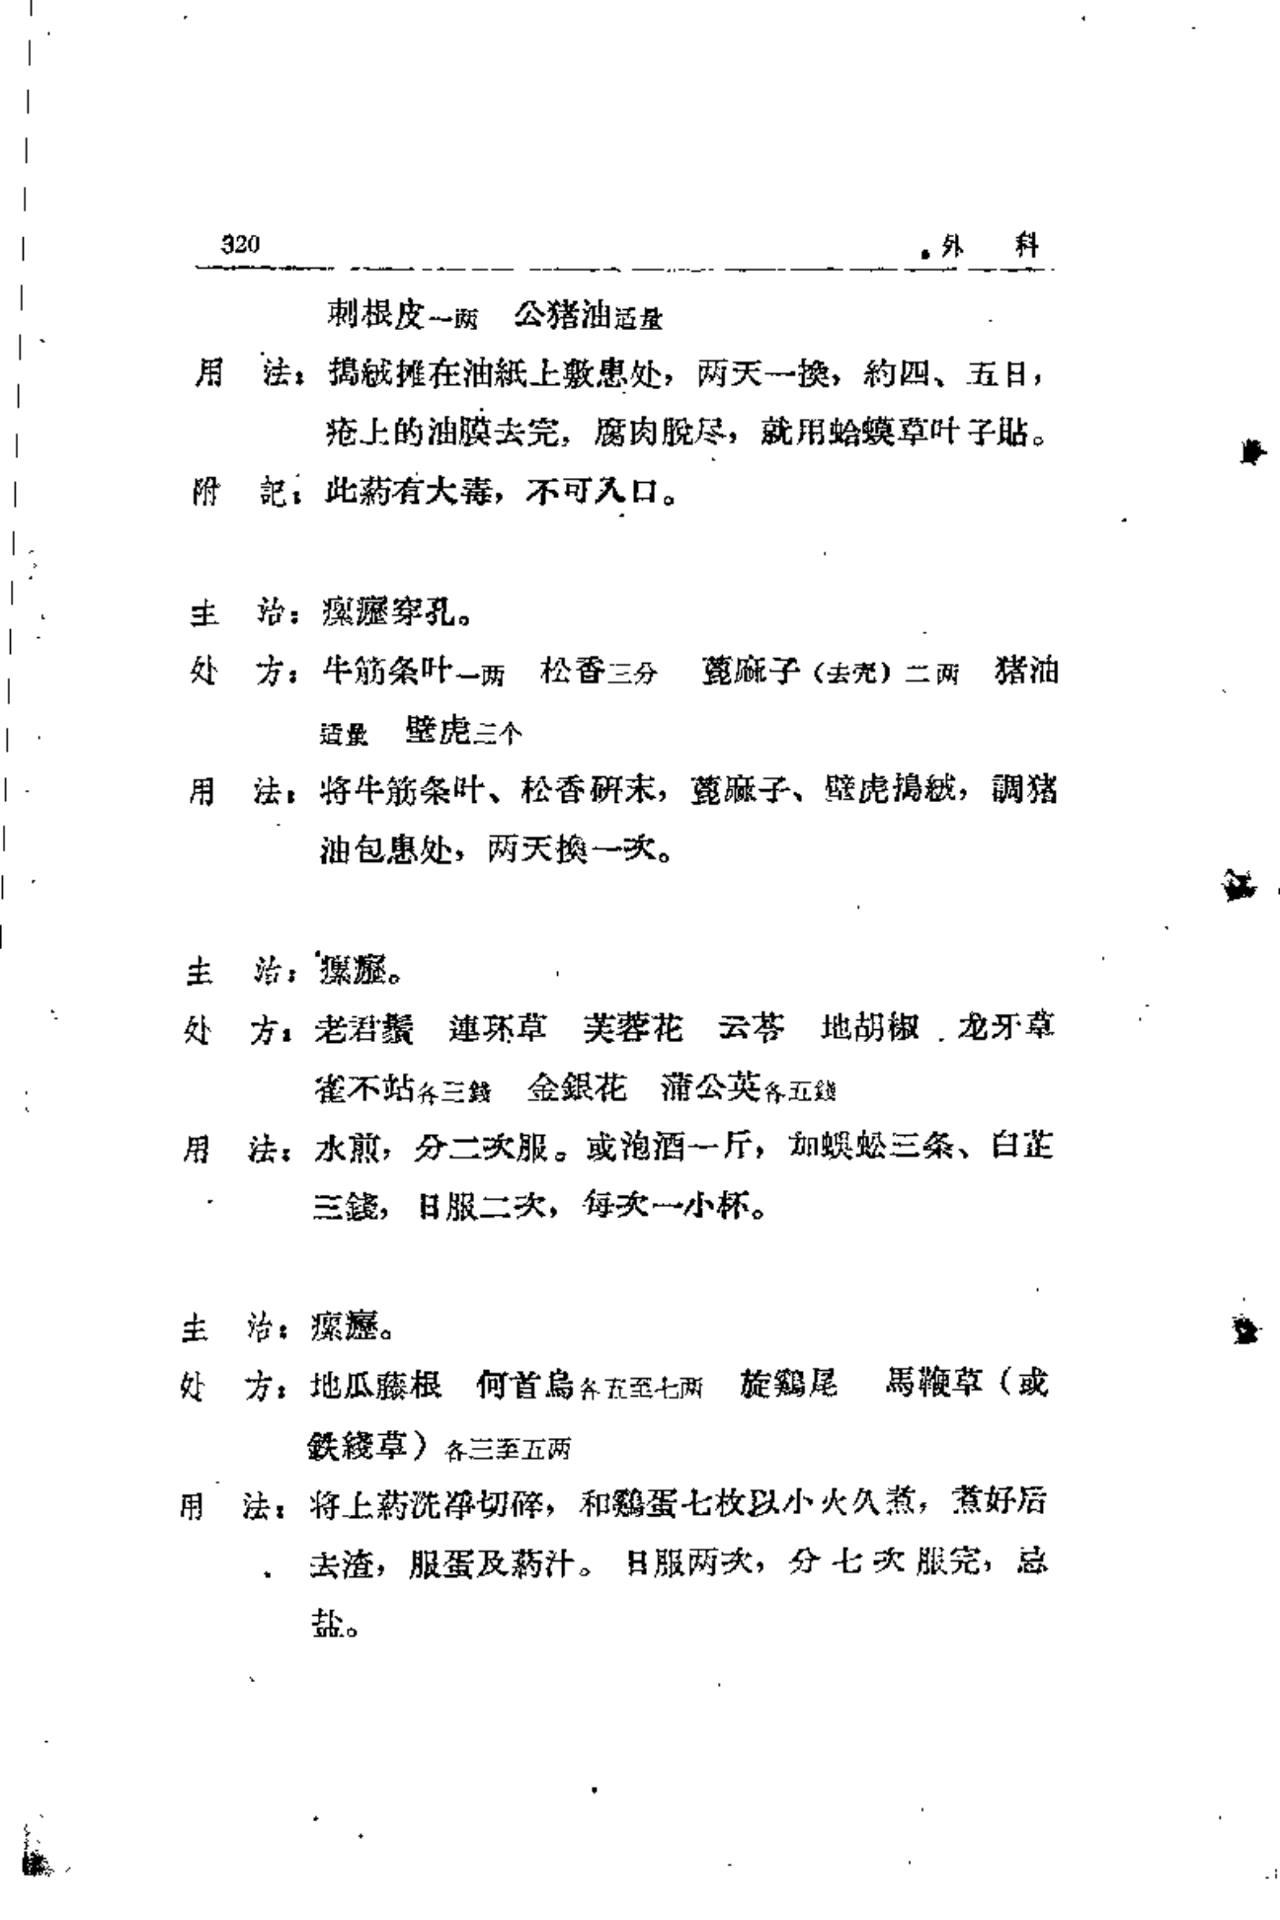 320 外　科
刺根皮一两　公猪油适量
用　法：搗絨摊在油紙上敷患处，两天一換，約四、五日，
疮上的油膜去完，腐肉脫尽，就用蛤蟆草叶子貼。
附　記：此药有大毒，不可入口。
主　治：瘰癧穿孔。
处　方：牛筋条叶一两　松香三分　蓖麻子（去壳）二两　猪油
适量　壁虎三个
用　法：将牛筋条叶、松香研末，蓖麻子、壁虎搗絨，調猪
油包患处，两天換一次。
主　治：瘰癧。
处　方：老君鬚　連环草　芙蓉花　云苓　地胡椒　龙牙草
雀不站各三錢　金銀花　蒲公英各五錢
用　法：水煎，分二次服。或泡酒一斤，加蜈蚣三条、白芷
三錢，日服二次，每次一小杯。
主　治：瘰癧。
处　方：地瓜藤根　何首烏各五至七两　旋鷄尾　馬鞭草（或
鉄綫草）各三至五两
用　法：将上药洗凈切碎，和鷄蛋七枚以小火久煮，煮好后
去渣，服蛋及药汁。日服两次，分七次服完，忌
盐。